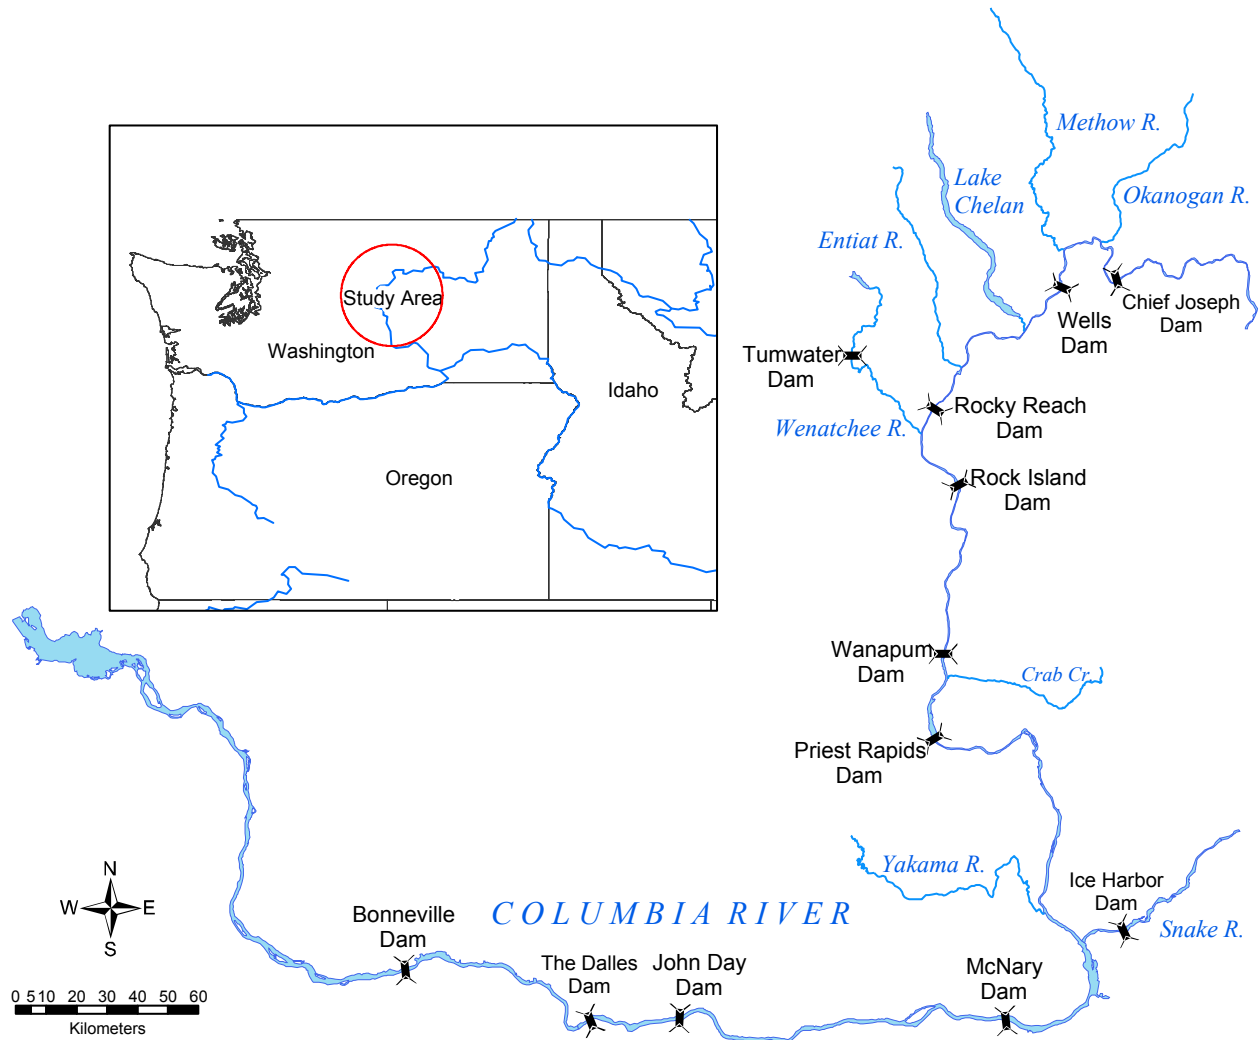 Methow R.
Lake
Chelan
Okanogan R.
Entiat R.
Study Area
Washington
Idaho
Oregon
Chief Joseph
Dam
Wells
Dam
Tumwater
Dam
Rocky Reach
Dam
Wenatchee R.
Rock Island
Dam
Wanapum
Dam
Crab Cr.
Priest Rapids
Dam
Yakama R.
Ice Harbor
Dam
Snake R.
N
W E
S
Bonneville
Dam
COLUMBIA RIVER
The Dalles
Dam
John Day
Dam
McNary
Dam
0 5 10 20 30 40 50 60
Kilometers